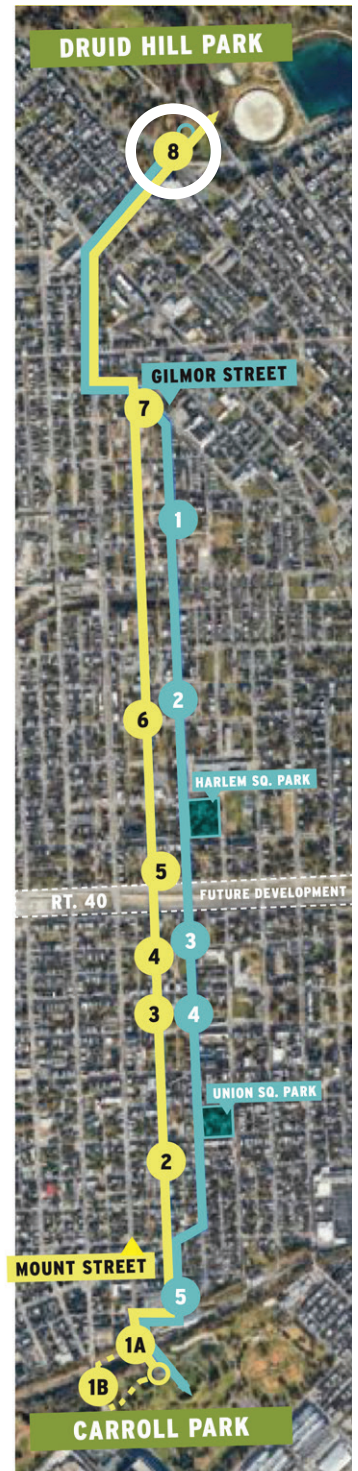 DRUID HILL PARK
8
GILMOR STREET
7
1
2
6
HARLEM SQ. PARK
5
RT. 40
FUTURE DEVELOPMENT
3
4
3
4
UNION SQ. PARK
2
MOUNT STREET
5
1A
1B
CARROLL PARK